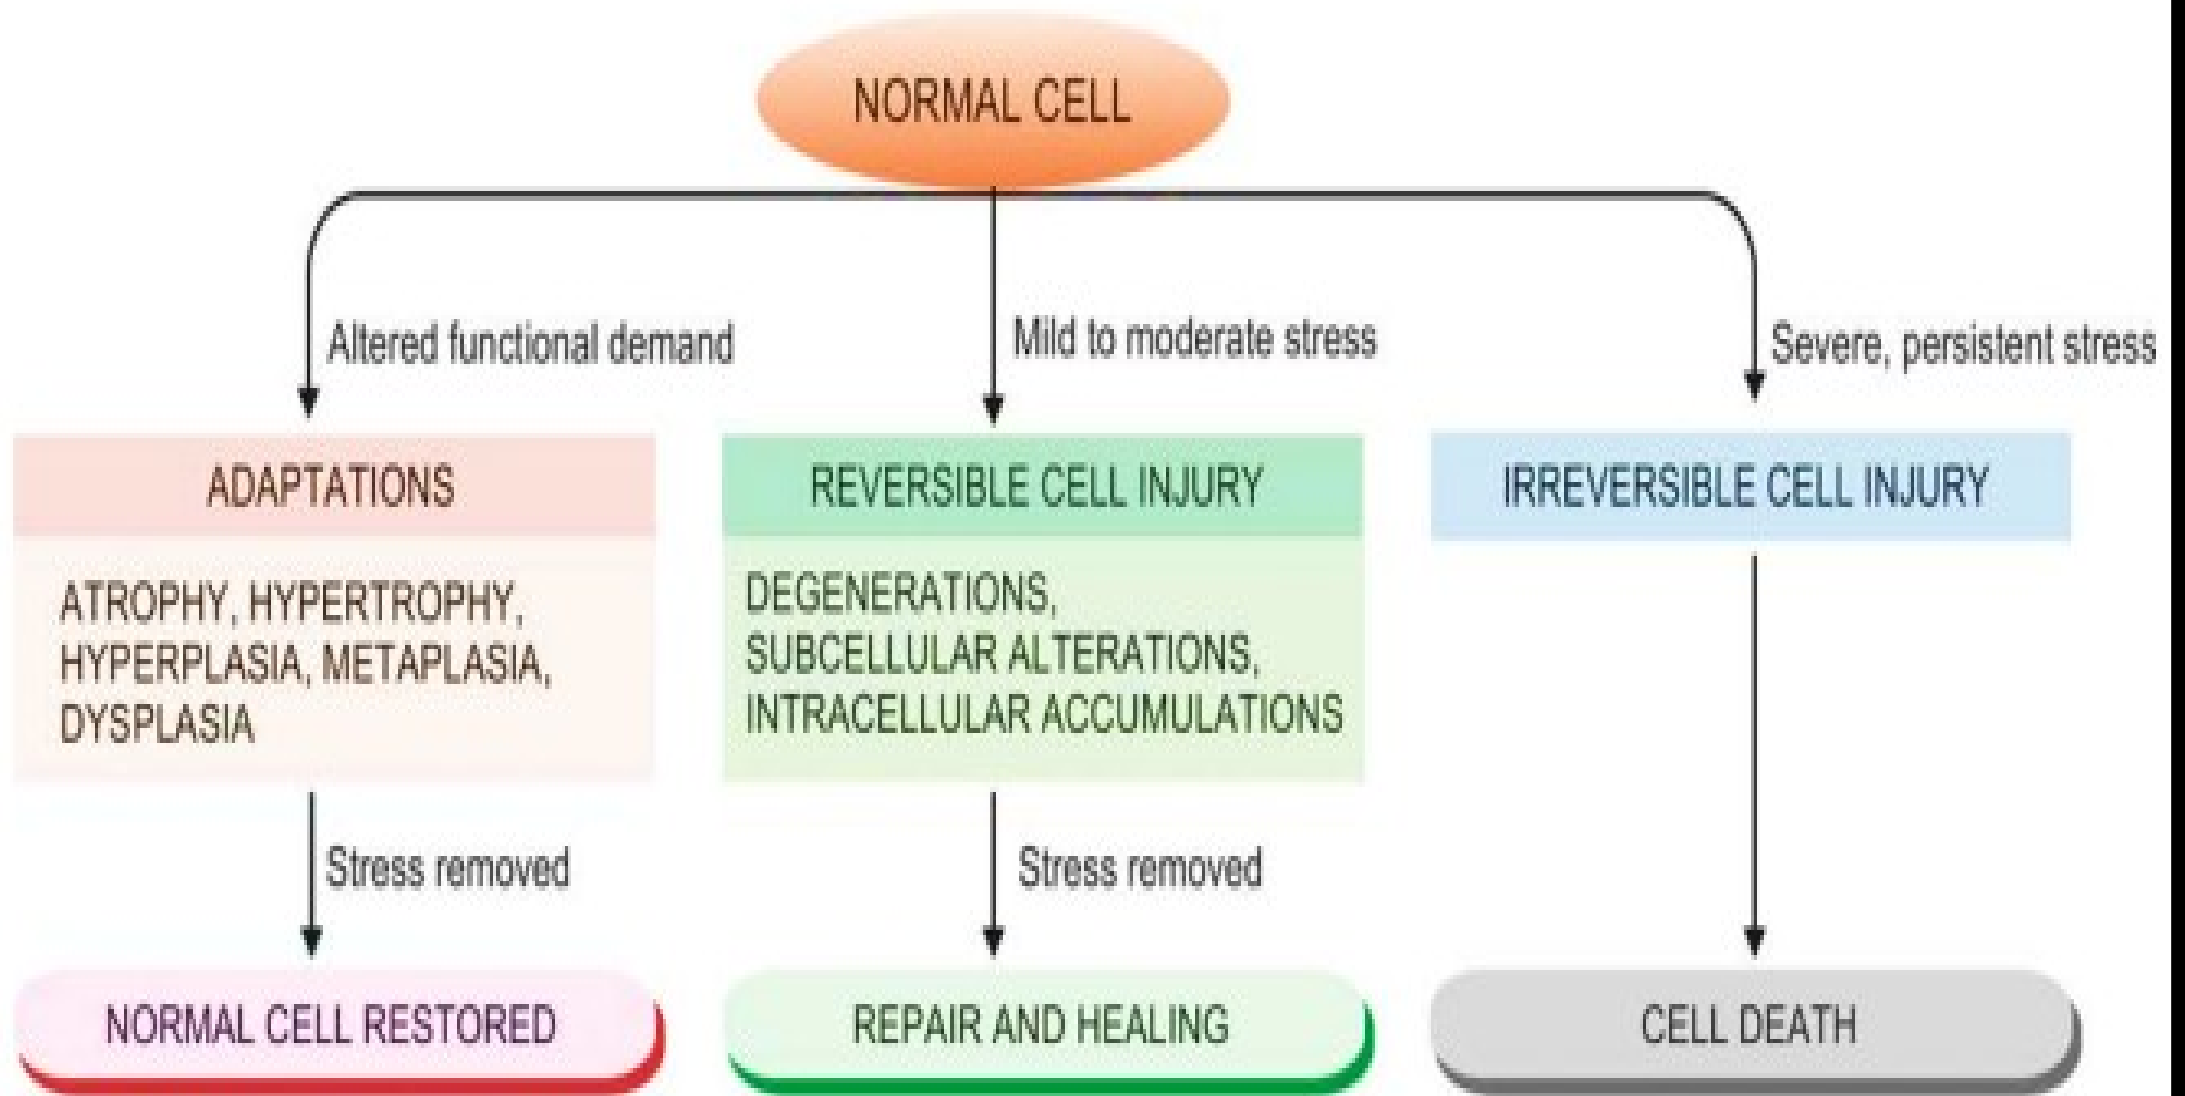 NORMAL CELL
Altered functional demand
Mild to moderate stress
Severe, persistent stress
ADAPTATIONS
ATROPHY, HYPERTROPHY,
HYPERPLASIA, METAPLASIA,
DYSPLASIA
REVERSIBLE CELL INJURY
DEGENERATIONS,
SUBCELLULAR ALTERATIONS,
INTRACELLULAR ACCUMULATIONS
IRREVERSIBLE CELL INJURY
Stress removed
Stress removed
NORMAL CELL RESTORED
REPAIR AND HEALING
CELL DEATH